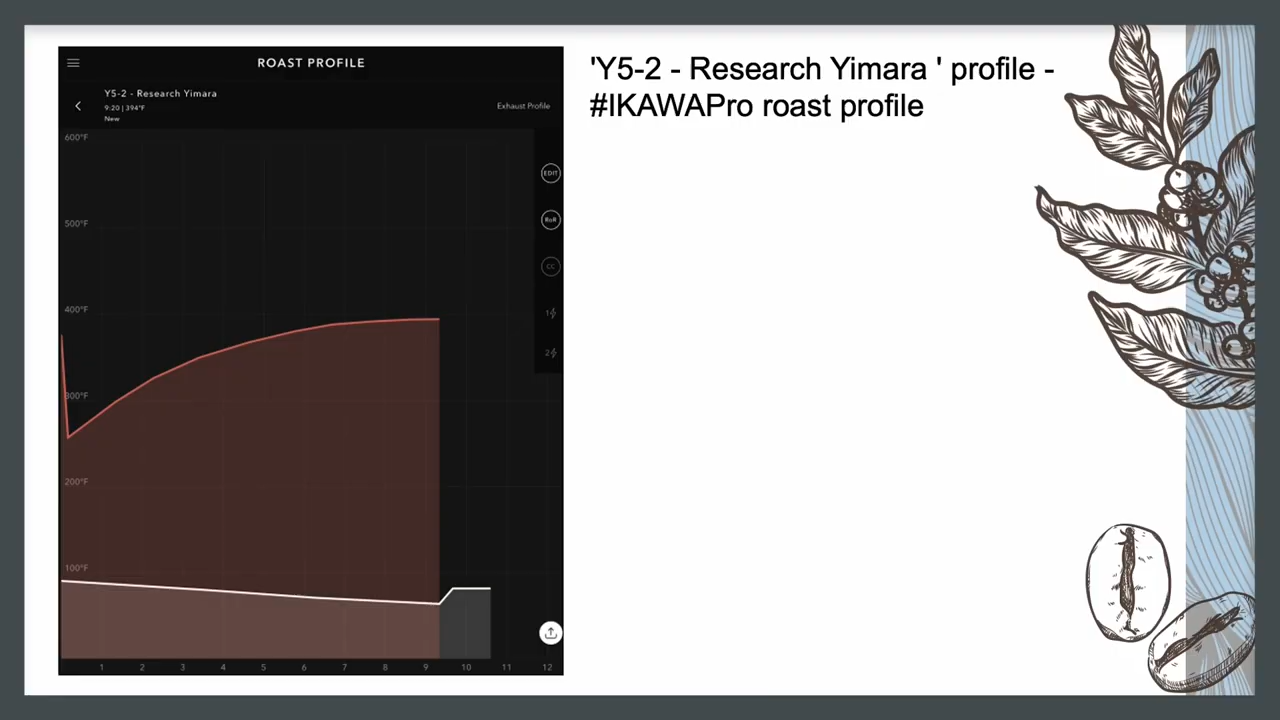 ROAST PROFILE
Y5-2 - Research Yimara
9:20 | 394°F
New
Exhaust Profile
600°F
500°F
400°F
300°F
200°F
100°F
EDIT
RoR
CC
1
2
1 2 3 4 5 6 7 8 9 10 11 12
'Y5-2 - Research Yimara ' profile -
#IKAWAPro roast profile